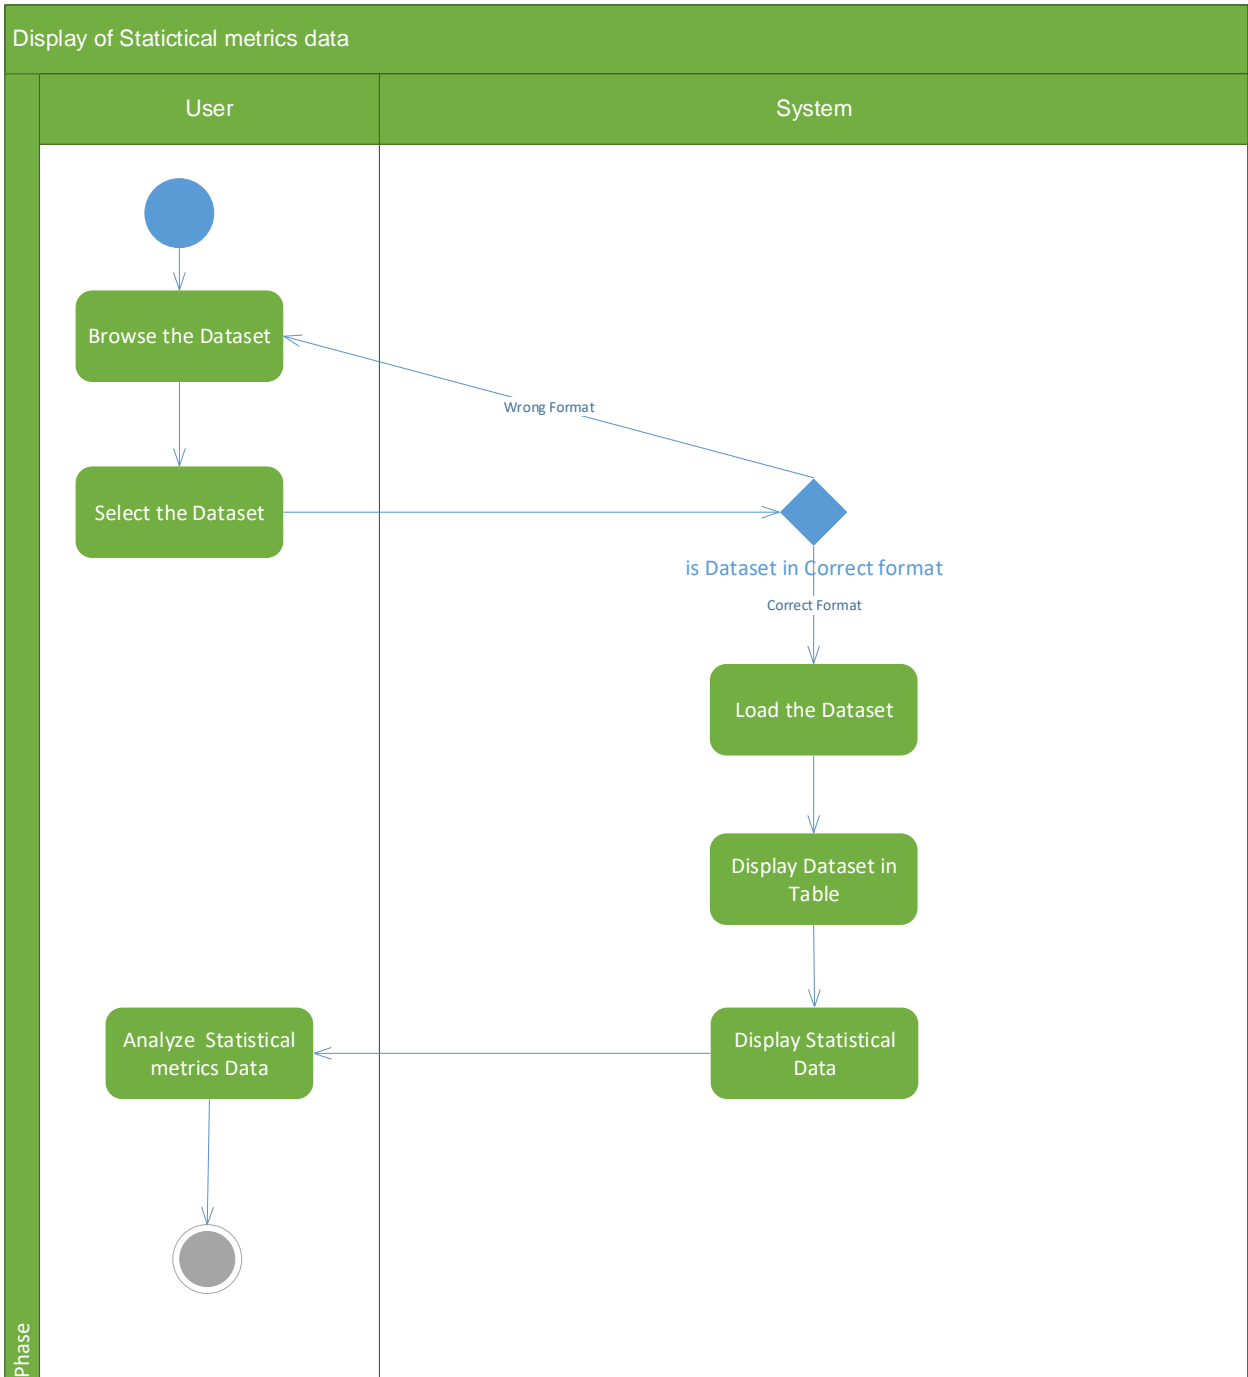 Display of Statictical metrics data
User
System
Browse the Dataset
Wrong Format
Select the Dataset
is Dataset in Correct format
Correct Format
Load the Dataset
Display Dataset in
Table
Analyze  Statistical
metrics Data
Display Statistical
Data
Phase